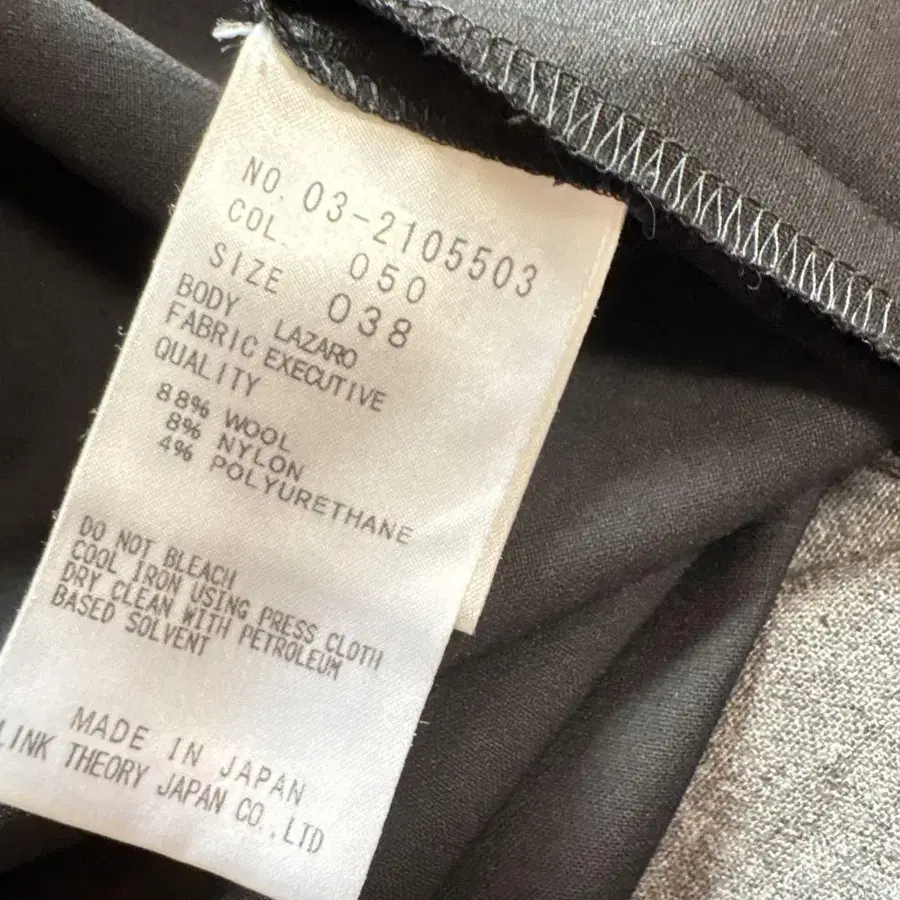 NO. 03-2105503
COL. 050
SIZE 038
BODY LAZARO
FABRIC EXECUTIVE
QUALITY
88% WOOL
8% NYLON
4% POLYURETHANE
DO NOT BLEACH
COOL IRON USING PRESS CLOTH
DRY CLEAN WITH PETROLEUM
BASED SOLVENT
MADE IN JAPAN
LINK THEORY JAPAN CO.,LTD